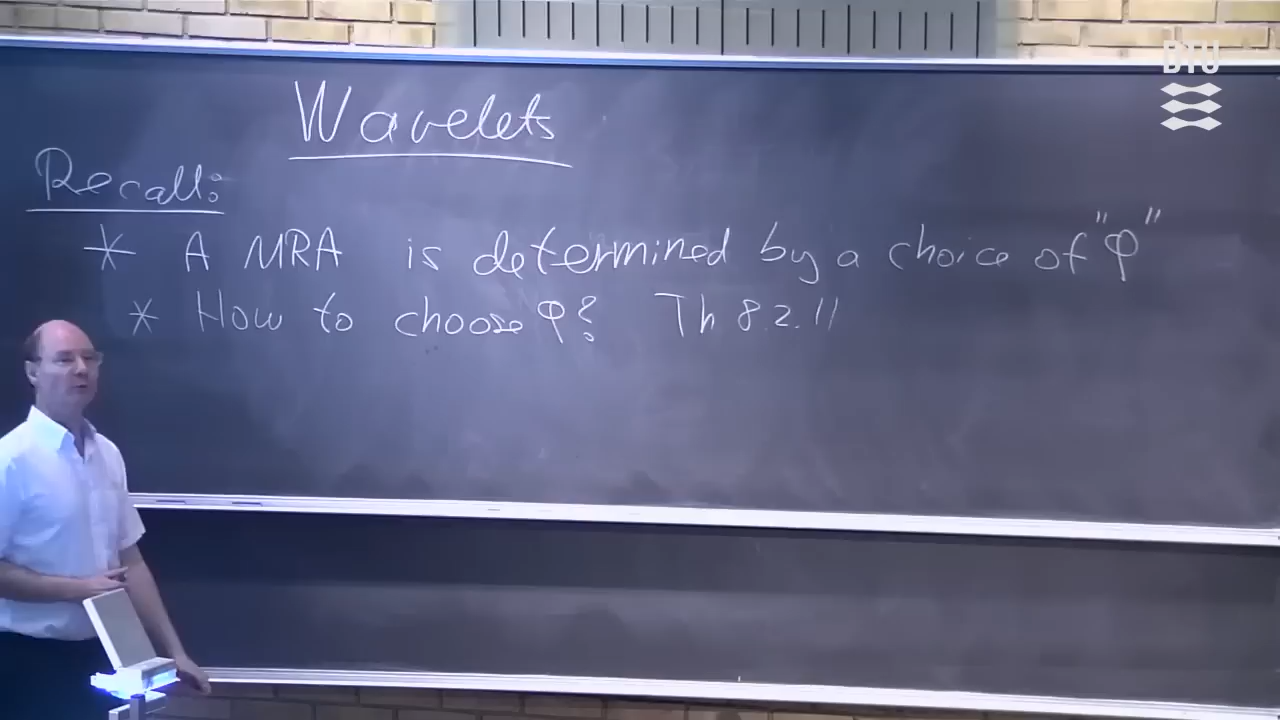 DTU
Wavelets
Recall:
* A MRA is determined by a choice of "φ"
* How to choose φ? Th 8.2.11